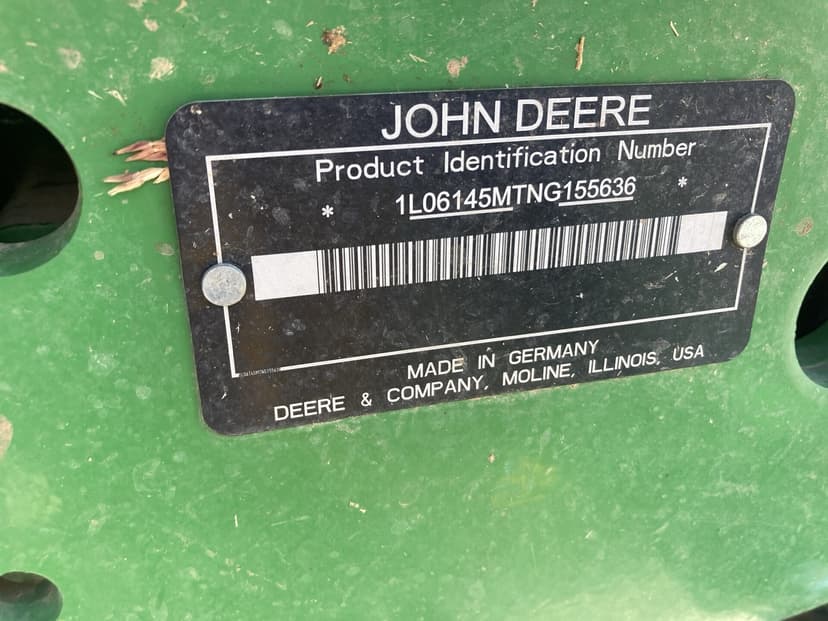 JOHN DEERE
Product Identification Number
* 1L06145MTNG155636 *
MADE IN GERMANY
DEERE & COMPANY, MOLINE, ILLINOIS, USA